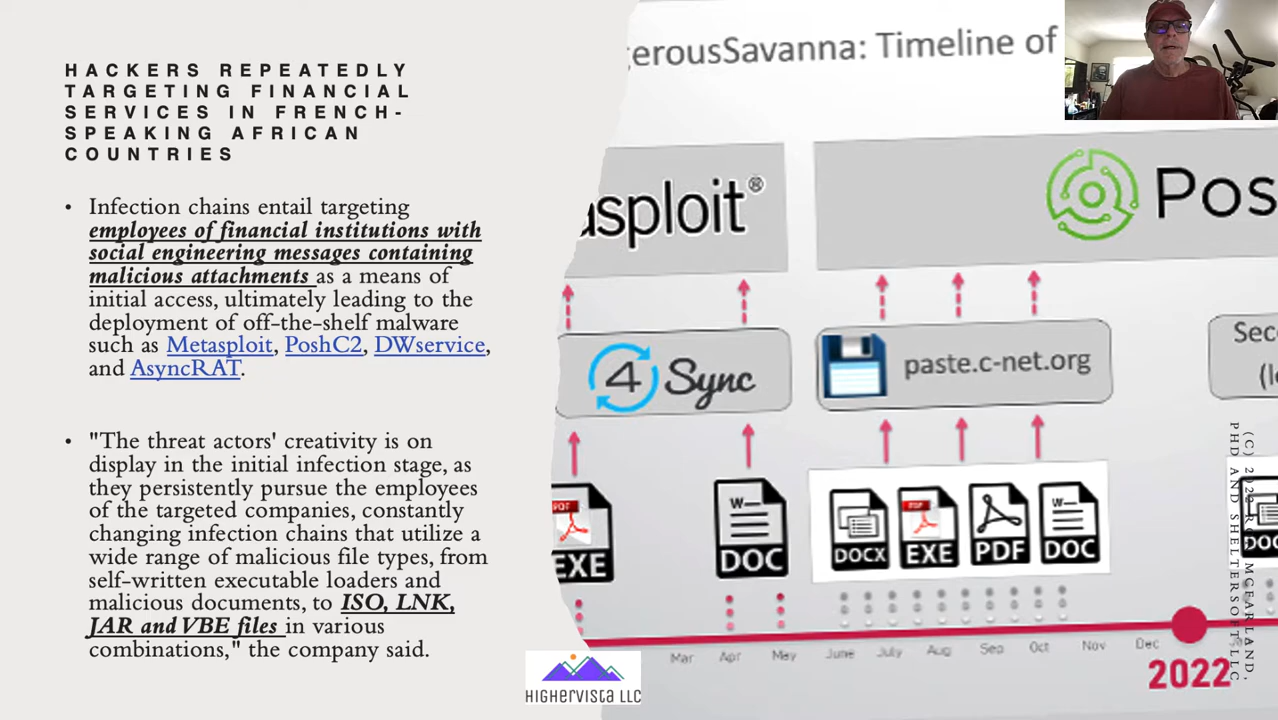 HACKERS REPEATEDLY
TARGETING FINANCIAL
SERVICES IN FRENCH-
SPEAKING AFRICAN
COUNTRIES
• Infection chains entail targeting
employees of financial institutions with
social engineering messages containing
malicious attachments as a means of
initial access, ultimately leading to the
deployment of off-the-shelf malware
such as Metasploit, PoshC2, DWservice,
and AsyncRAT.
• "The threat actors' creativity is on
display in the initial infection stage, as
they persistently pursue the employees
of the targeted companies, constantly
changing infection chains that utilize a
wide range of malicious file types, from
self-written executable loaders and
malicious documents, to ISO, LNK,
JAR and VBE files in various
combinations," the company said.
gerousSavanna: Timeline of
asploit®
Pos
4 Sync
paste.c-net.org
Sec
(l
PDF
EXE
W
DOC
DOCX
PDF
EXE
PDF
W
DOC
DOC
Mar Apr May June July Aug Sep Oct Nov Dec
2022
HIGHERVISTA LLC
MCFARLAND,
PHD AND SHELTERSOFT, LLC